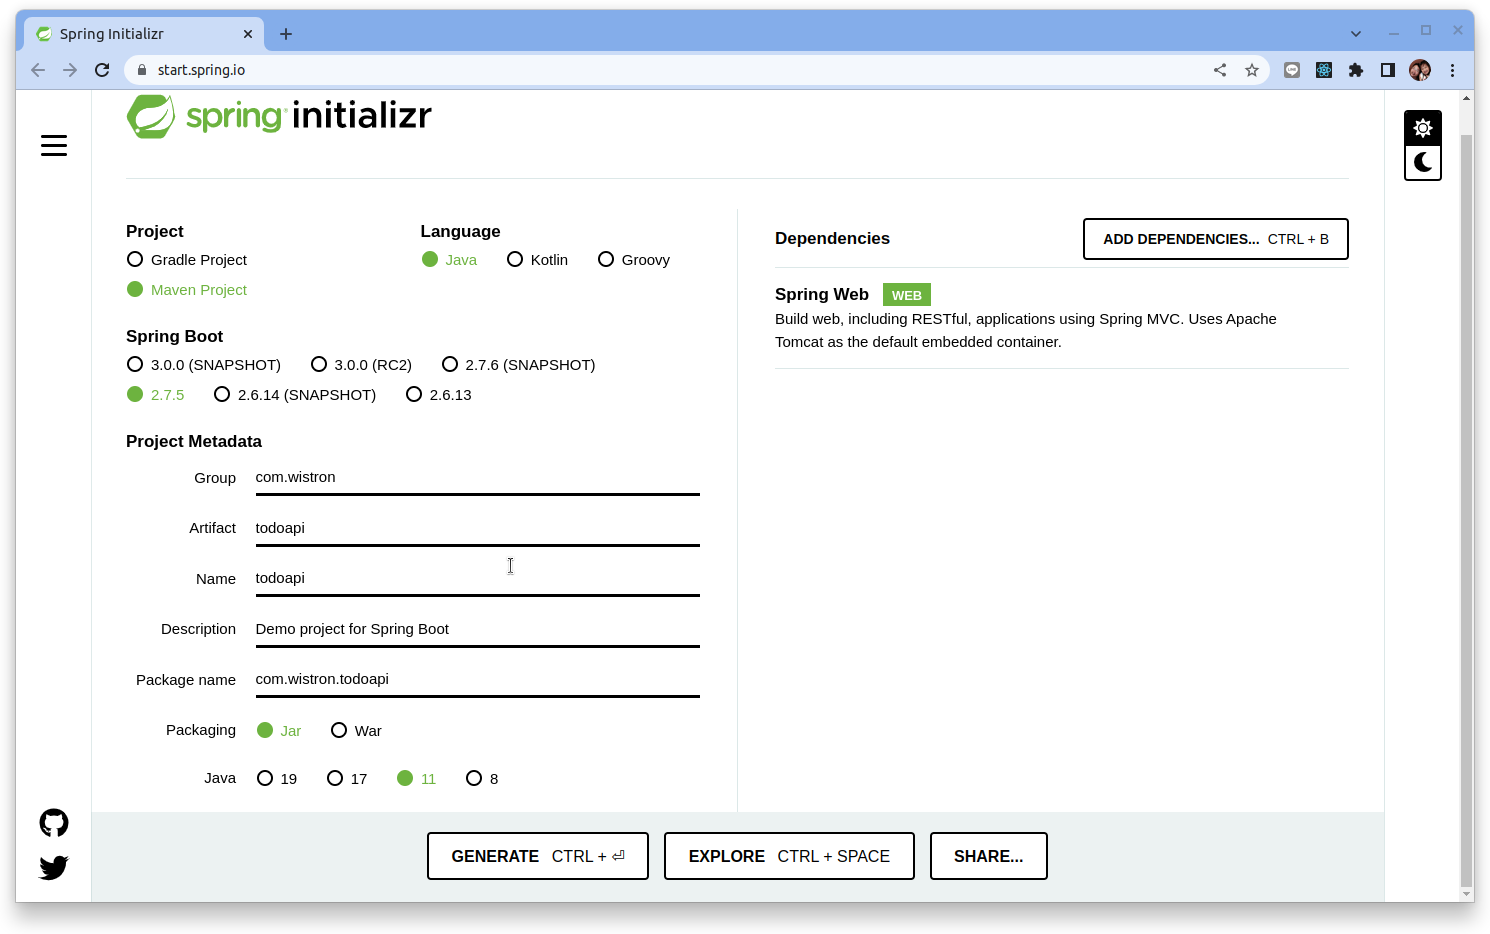 Spring Initializr
start.spring.io
spring initializr
Project
Gradle Project
Maven Project
Language
Java Kotlin Groovy
Spring Boot
3.0.0 (SNAPSHOT) 3.0.0 (RC2) 2.7.6 (SNAPSHOT)
2.7.5 2.6.14 (SNAPSHOT) 2.6.13
Project Metadata
Group com.wistron
Artifact todoapi
Name todoapi
Description Demo project for Spring Boot
Package name com.wistron.todoapi
Packaging Jar War
Java 19 17 11 8
Dependencies
ADD DEPENDENCIES... CTRL + B
Spring Web WEB
Build web, including RESTful, applications using Spring MVC. Uses Apache
Tomcat as the default embedded container.
GENERATE CTRL + ⏎
EXPLORE CTRL + SPACE
SHARE...